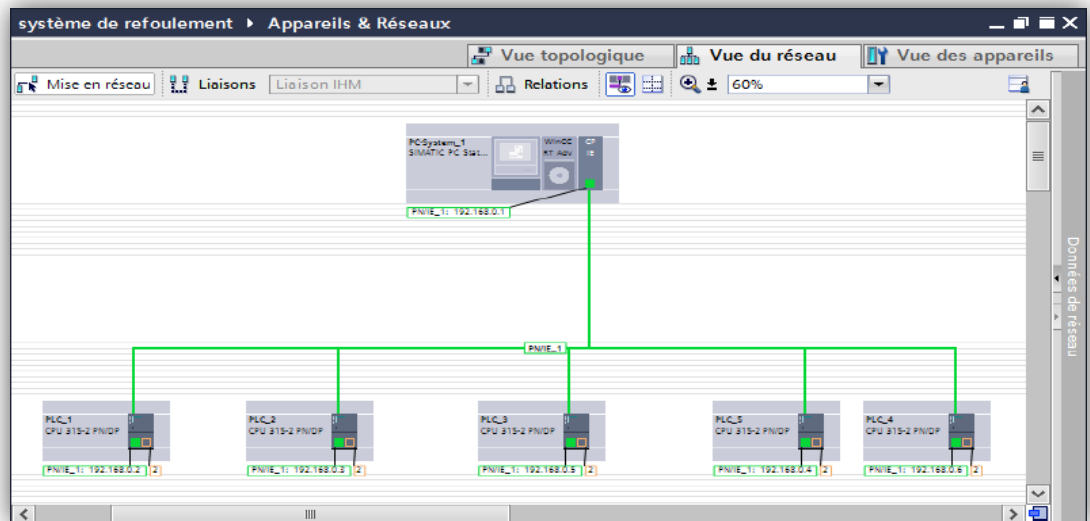 système de refoulement ▸ Appareils & Réseaux
Vue topologique Vue du réseau Vue des appareils
Mise en réseau Liaisons Liaison IHM Relations 60%
PC-System_1
SIMATIC PC Stat...
WinCC
RT Adv
CP
IE
PN/IE_1: 192.168.0.1
Données de réseau
PN/IE_1
PLC_1
CPU 315-2 PN/DP
PN/IE_1: 192.168.0.2 2
PLC_2
CPU 315-2 PN/DP
PN/IE_1: 192.168.0.3 2
PLC_3
CPU 315-2 PN/DP
PN/IE_1: 192.168.0.5 2
PLC_5
CPU 315-2 PN/DP
PN/IE_1: 192.168.0.4 2
PLC_4
CPU 315-2 PN/DP
PN/IE_1: 192.168.0.6 2